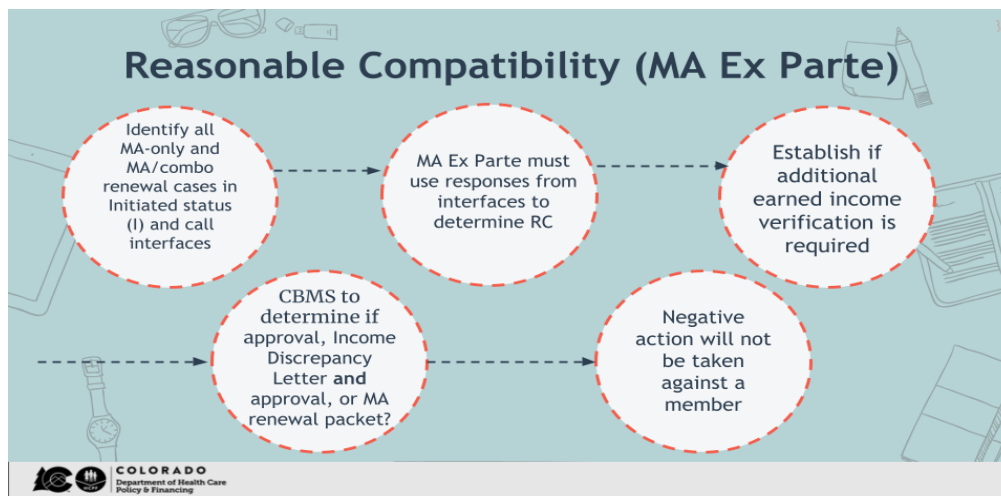 Reasonable Compatibility (MA Ex Parte)
Identify all
MA-only and
MA/combo
renewal cases in
Initiated status
(I) and call
interfaces
MA Ex Parte must
use responses from
interfaces to
determine RC
Establish if
additional
earned income
verification is
required
CBMS to
determine if
approval, Income
Discrepancy
Letter and
approval, or MA
renewal packet?
Negative
action will not
be taken
against a
member
COLORADO
Department of Health Care
Policy & Financing